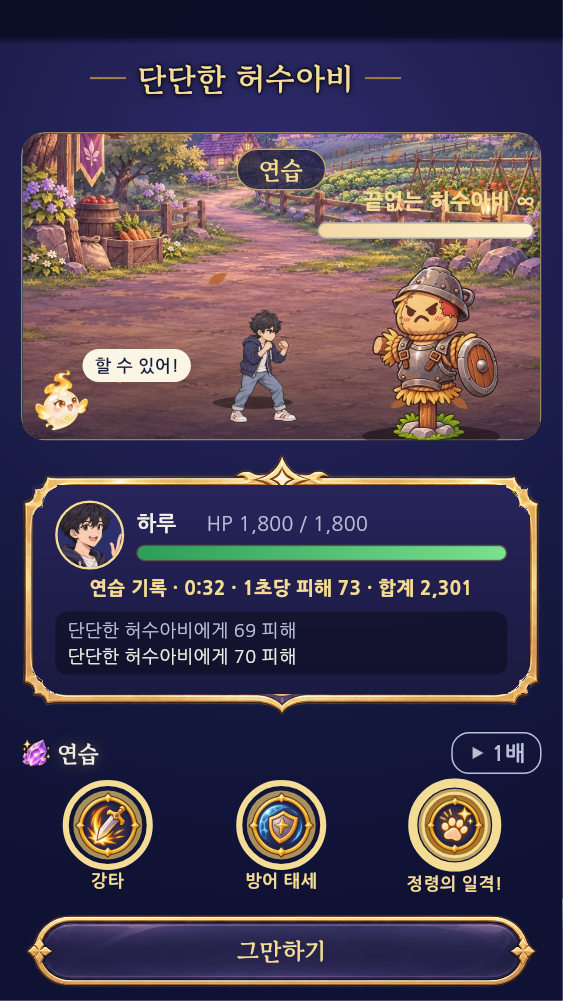 단단한 허수아비
연습
끝없는 허수아비 ∞
할 수 있어!
하루 HP 1,800 / 1,800
연습 기록 · 0:32 · 1초당 피해 73 · 합계 2,301
단단한 허수아비에게 69 피해
단단한 허수아비에게 70 피해
연습
▶ 1배
강타
방어 태세
정령의 일격!
그만하기